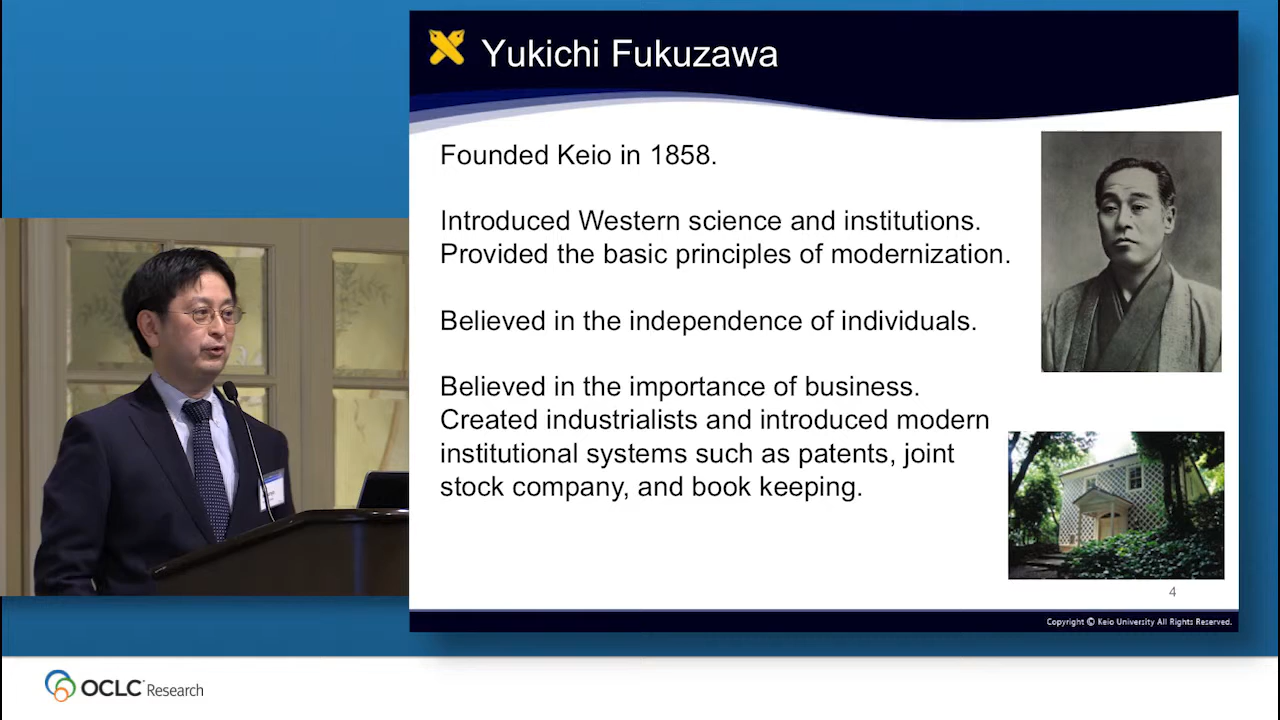 Yukichi Fukuzawa
Founded Keio in 1858.
Introduced Western science and institutions.
Provided the basic principles of modernization.
Believed in the independence of individuals.
Believed in the importance of business.
Created industrialists and introduced modern
institutional systems such as patents, joint
stock company, and book keeping.
4
Copyright © Keio University All Rights Reserved.
OCLC Research